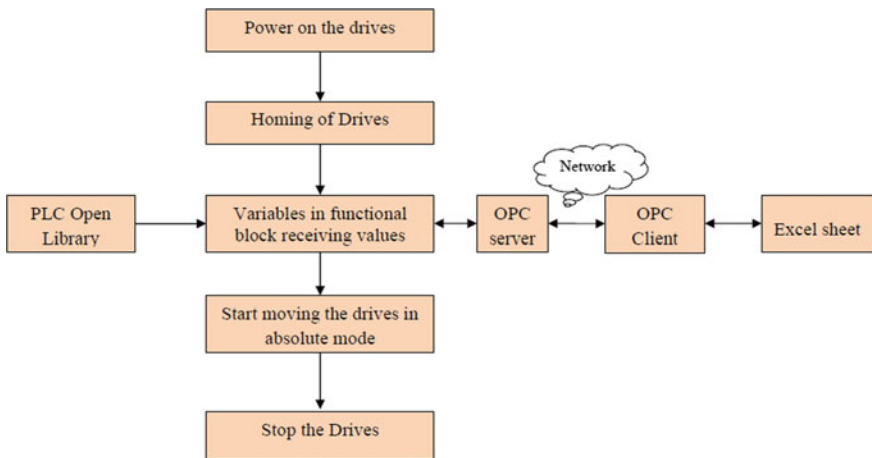 Power on the drives
Homing of Drives
Network
PLC Open
Library
Variables in functional
block receiving values
OPC
server
OPC
Client
Excel sheet
Start moving the drives in
absolute mode
Stop the Drives